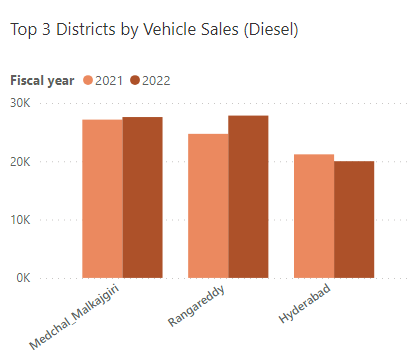 Top 3 Districts by Vehicle Sales (Diesel)
Fiscal year 2021 2022
30K
20K
10K
0K
Medchal_Malkajgiri
Rangareddy
Hyderabad